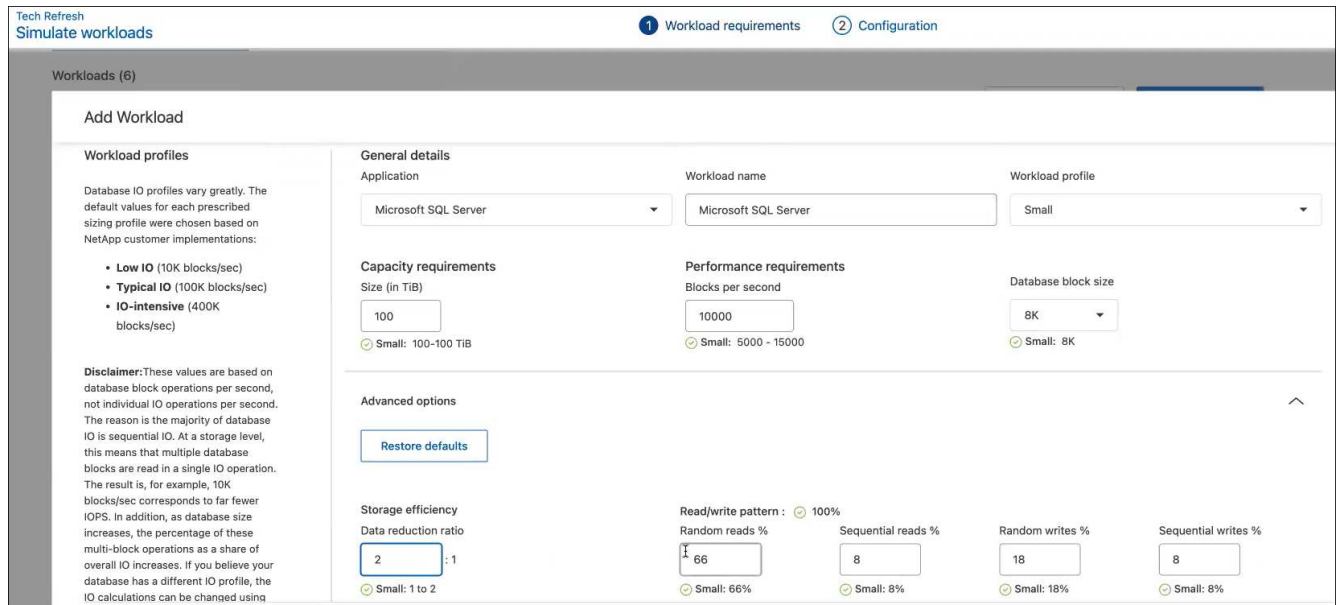 Tech Refresh
Simulate workloads
1 Workload requirements
2 Configuration
Workloads (6)
Add Workload
Workload profiles
Database IO profiles vary greatly. The
default values for each prescribed
sizing profile were chosen based on
NetApp customer implementations:
• Low IO (10K blocks/sec)
• Typical IO (100K blocks/sec)
• IO-intensive (400K
blocks/sec)
Disclaimer:These values are based on
database block operations per second,
not individual IO operations per second.
The reason is the majority of database
IO is sequential IO. At a storage level,
this means that multiple database
blocks are read in a single IO operation.
The result is, for example, 10K
blocks/sec corresponds to far fewer
IOPS. In addition, as database size
increases, the percentage of these
multi-block operations as a share of
overall IO increases. If you believe your
database has a different IO profile, the
IO calculations can be changed using
General details
Application
Microsoft SQL Server
Workload name
Microsoft SQL Server
Workload profile
Small
Capacity requirements
Size (in TiB)
100
Small: 100-100 TiB
Performance requirements
Blocks per second
10000
Small: 5000 - 15000
Database block size
8K
Small: 8K
Advanced options
Restore defaults
Storage efficiency
Data reduction ratio
2 : 1
Small: 1 to 2
Read/write pattern : 100%
Random reads %
66
Small: 66%
Sequential reads %
8
Small: 8%
Random writes %
18
Small: 18%
Sequential writes %
8
Small: 8%